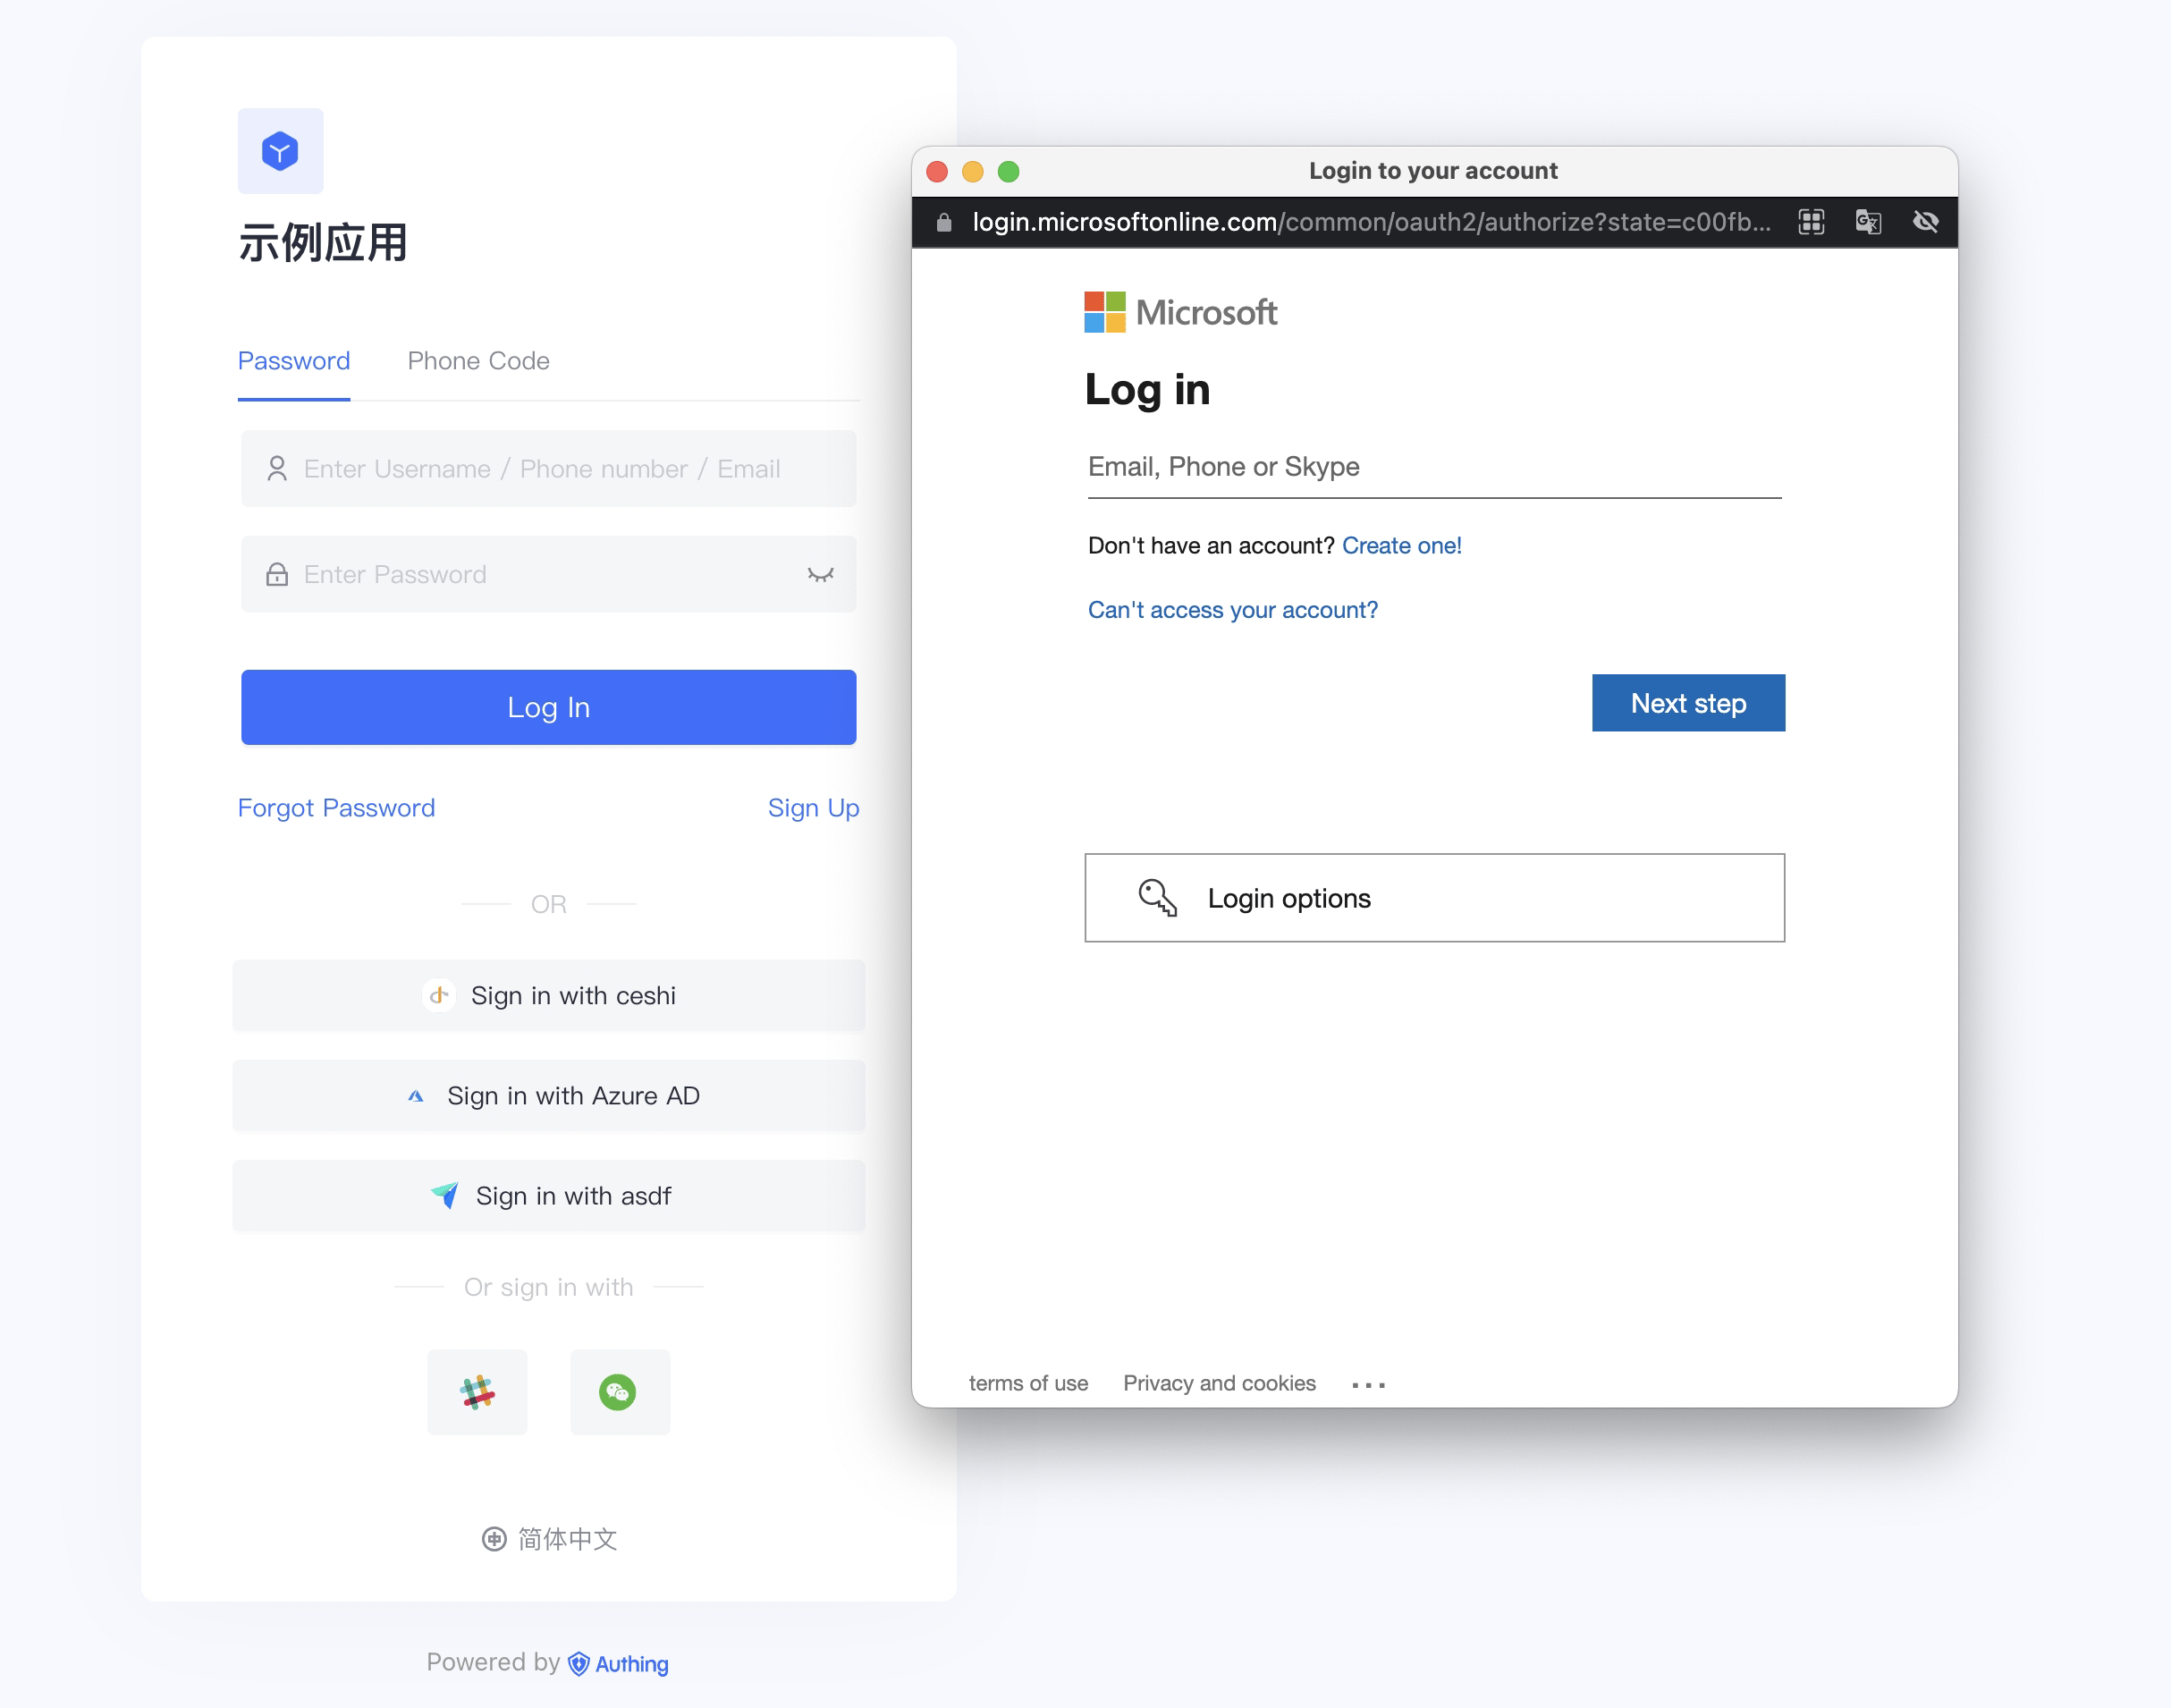 示例应用
Password
Phone Code
Enter Username / Phone number / Email
Enter Password
Log In
Forgot Password
Sign Up
OR
Sign in with ceshi
Sign in with Azure AD
Sign in with asdf
Or sign in with
简体中文
Powered by Authing
Login to your account
login.microsoftonline.com/common/oauth2/authorize?state=c00fb...
Microsoft
Log in
Email, Phone or Skype
Don't have an account? Create one!
Can't access your account?
Next step
Login options
terms of use
Privacy and cookies
...